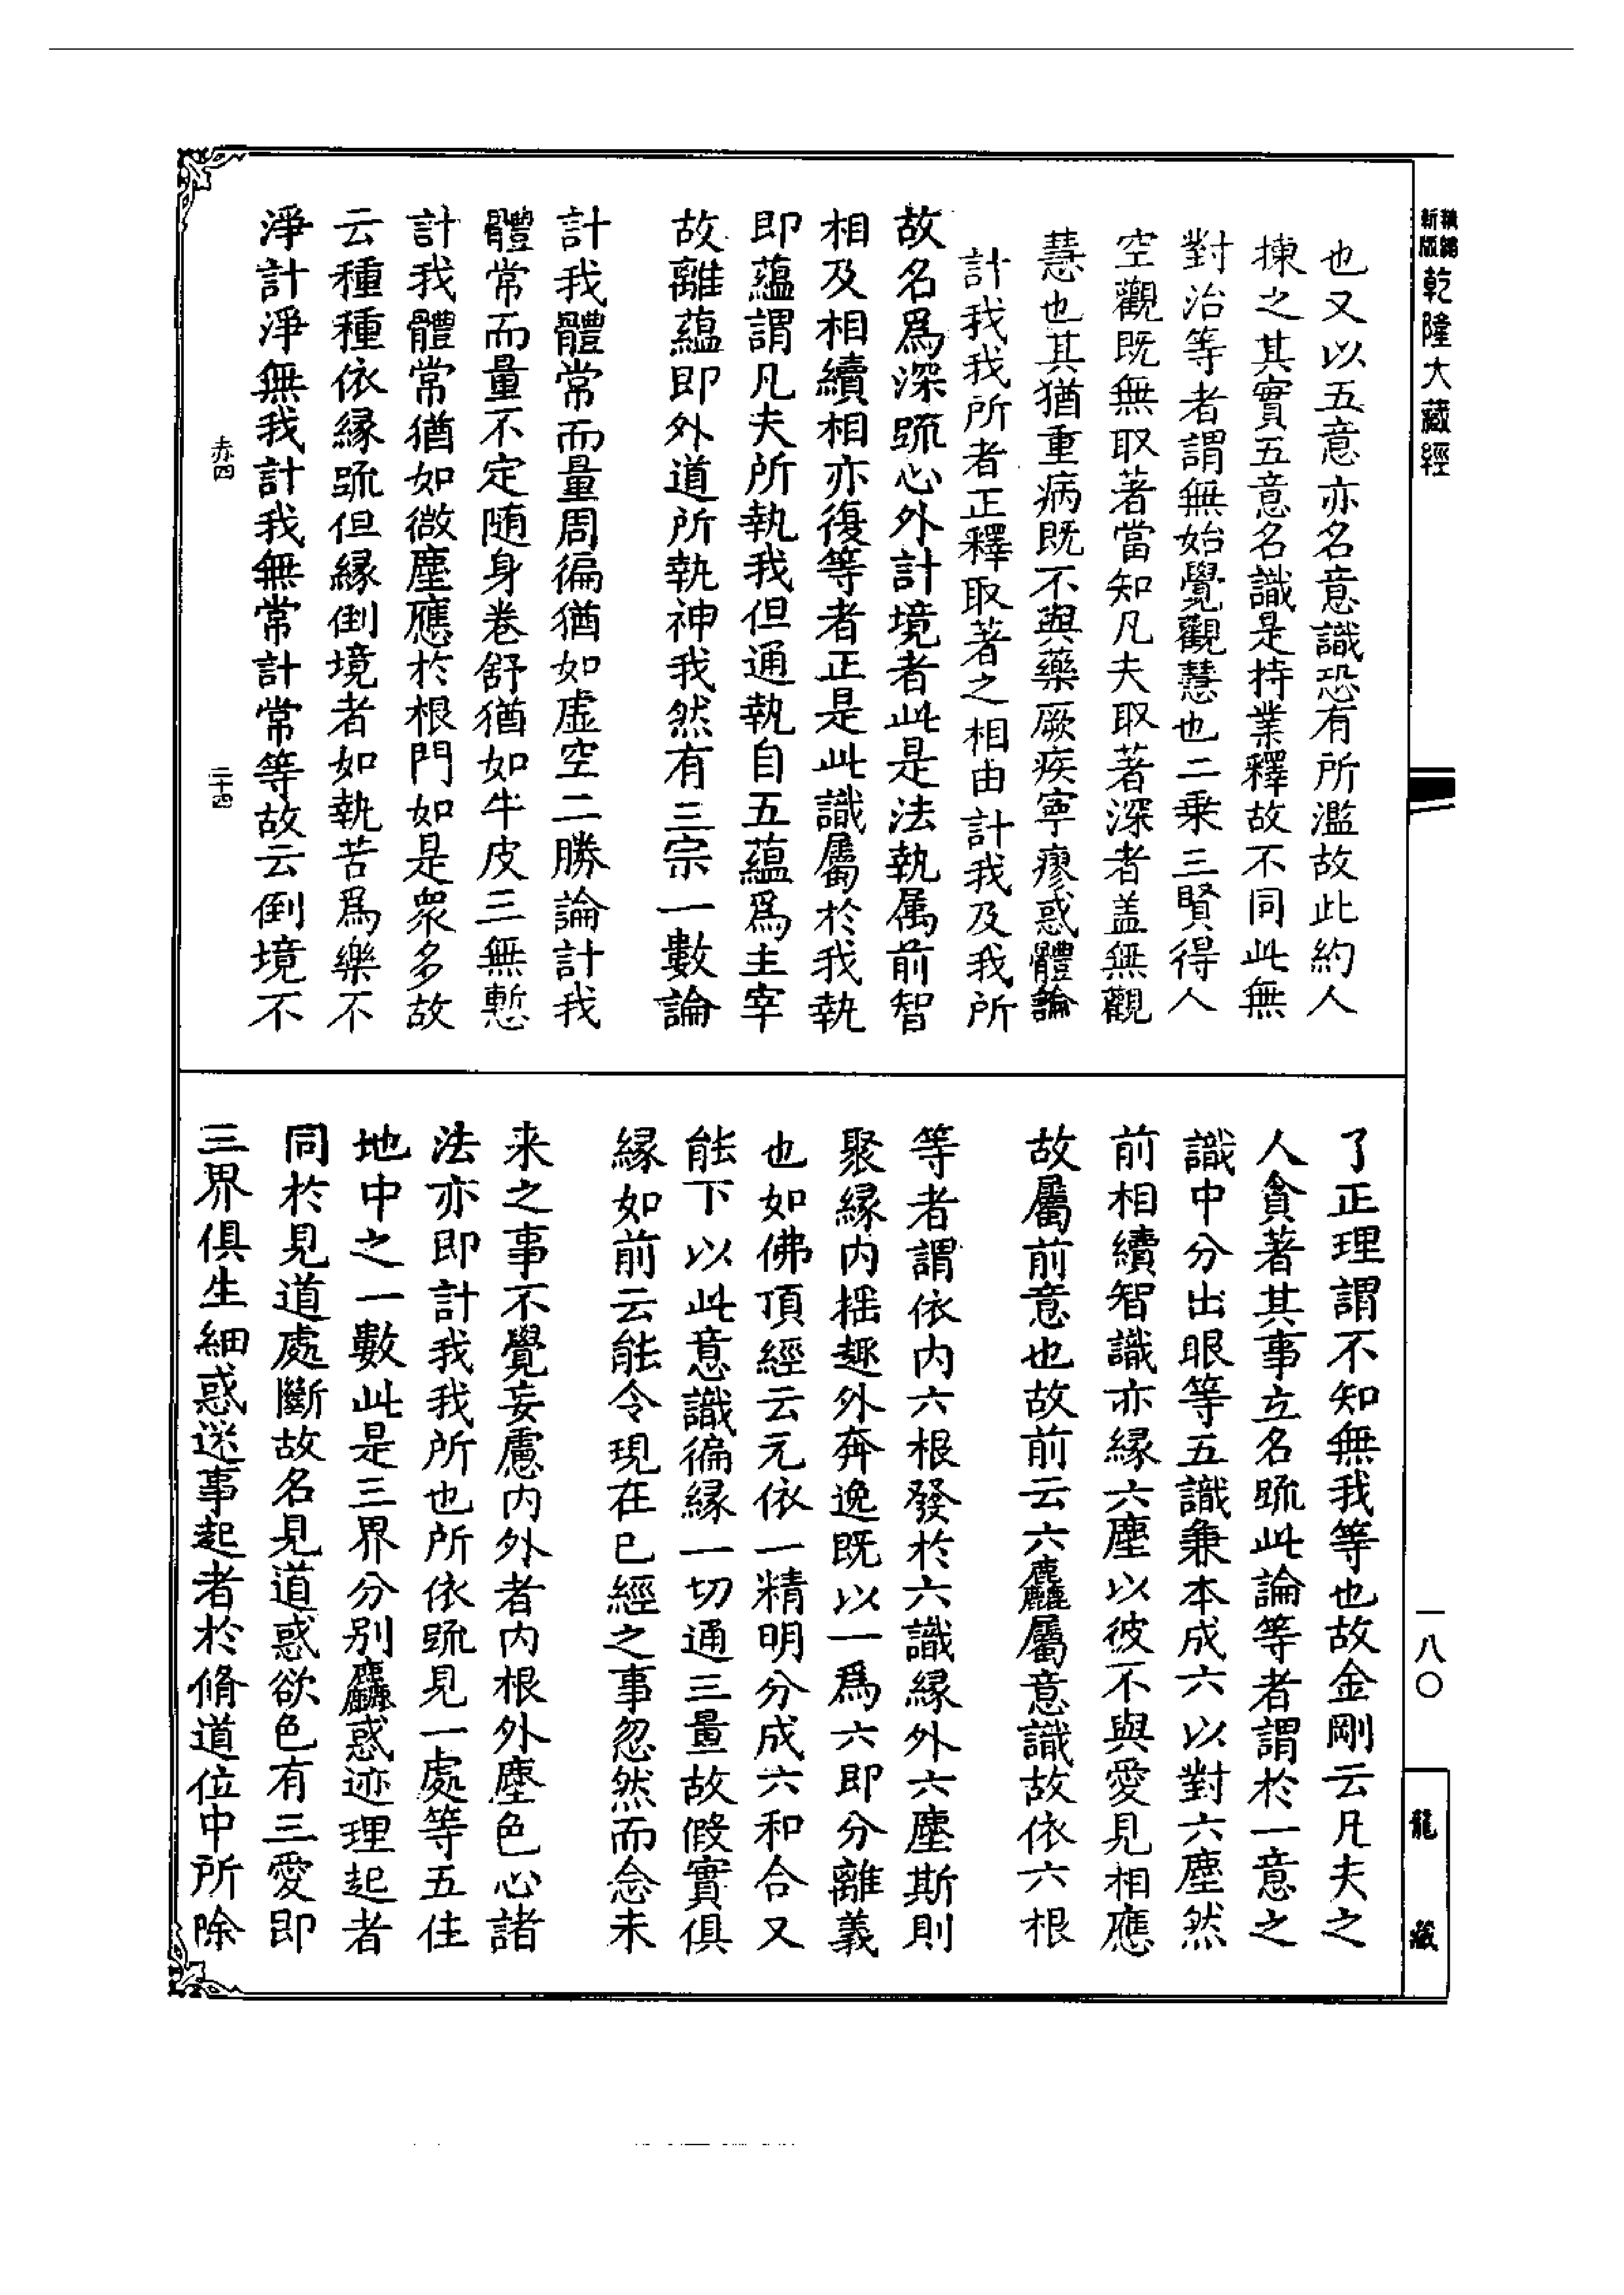 新編
新版
乾隆大藏經
也又以五意亦名意識恐有所濫故此約人
揀之其實五意名識是持業釋故不同此無
對治等者謂無始覺觀慧也二乘三賢得人
空觀既無取著當知凡夫取著深者盖無觀
慧也其猶重病既不與藥厥疾寧瘳惑體論
計我我所者正釋取著之相由計我及我所
故名爲深䟽心外計境者此是法執属前智
相及相續相亦復等者正是此識屬於我執
即蘊謂凡夫所執我但通執自五蘊爲主宰
故離蘊即外道所執神我然有三宗一數論
計我體常而量周徧猶如虛空二勝論計我
體常而量不定随身卷舒猶如牛皮三無慙
計我體常猶如微塵應於根門如是衆多故
云種種依縁䟽但縁倒境者如執苦爲樂不
淨計淨無我計我無常計常等故云倒境不
赤四
二十四
了正理謂不知無我等也故金剛云凡夫之
人貪著其事立名䟽此論等者謂於一意之
識中分出眼等五識兼本成六以對六塵然
前相續智識亦縁六塵以彼不與愛見相應
故屬前意也故前云六麤屬意識故依六根
等者謂依内六根發於六識縁外六塵斯則
聚縁内揺趣外奔逸既以一爲六即分離義
也如佛頂經云元依一精明分成六和合又
能下以此意識徧縁一切通三量故假實俱
縁如前云能令現在已經之事忽然而念未
来之事不覺妄慮内外者内根外塵色心諸
法亦即計我我所也所依䟽見一處等五住
地中之一數此是三界分别麤惑迹理起者
同於見道處斷故名見道惑欲色有三愛即
三界俱生細惑迷事起者於脩道位中所除
一八〇
龍藏